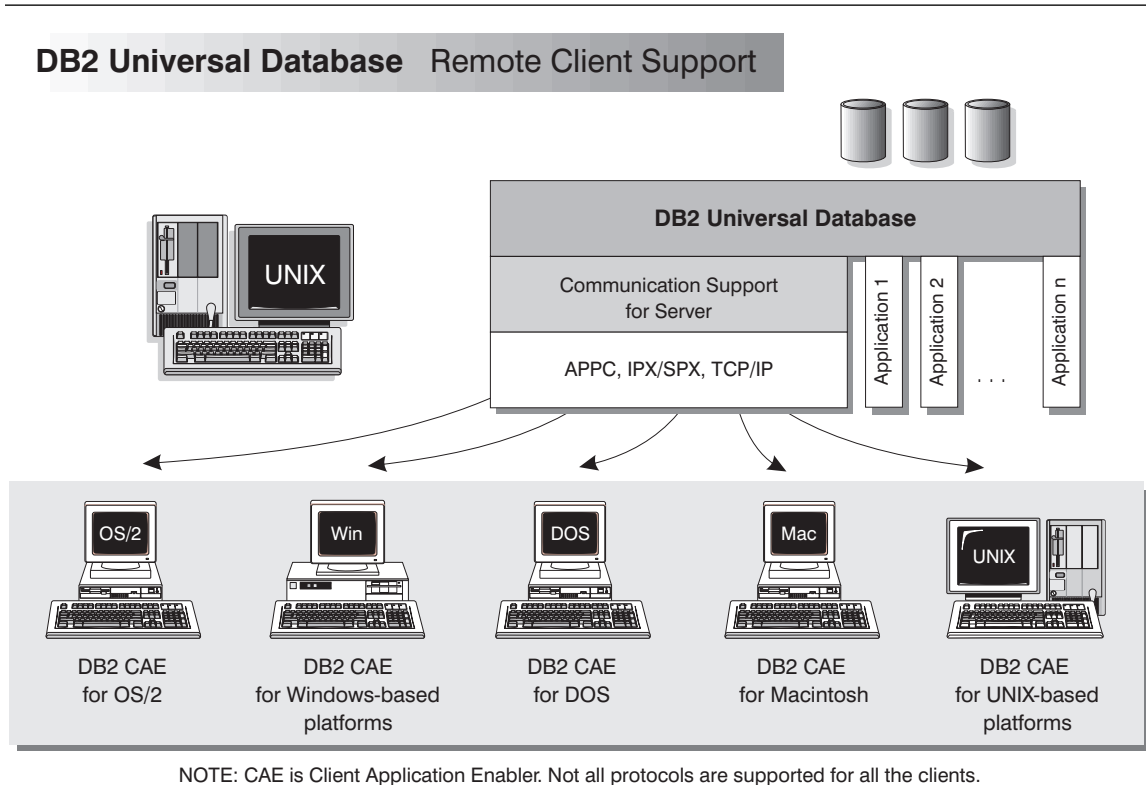 DB2 Universal Database Remote Client Support
UNIX
DB2 Universal Database
Communication Support
for Server
APPC, IPX/SPX, TCP/IP
Application 1
Application 2
. . .
Application n
OS/2
Win
DOS
Mac
UNIX
DB2 CAE
for OS/2
DB2 CAE
for Windows-based
platforms
DB2 CAE
for DOS
DB2 CAE
for Macintosh
DB2 CAE
for UNIX-based
platforms
NOTE: CAE is Client Application Enabler. Not all protocols are supported for all the clients.